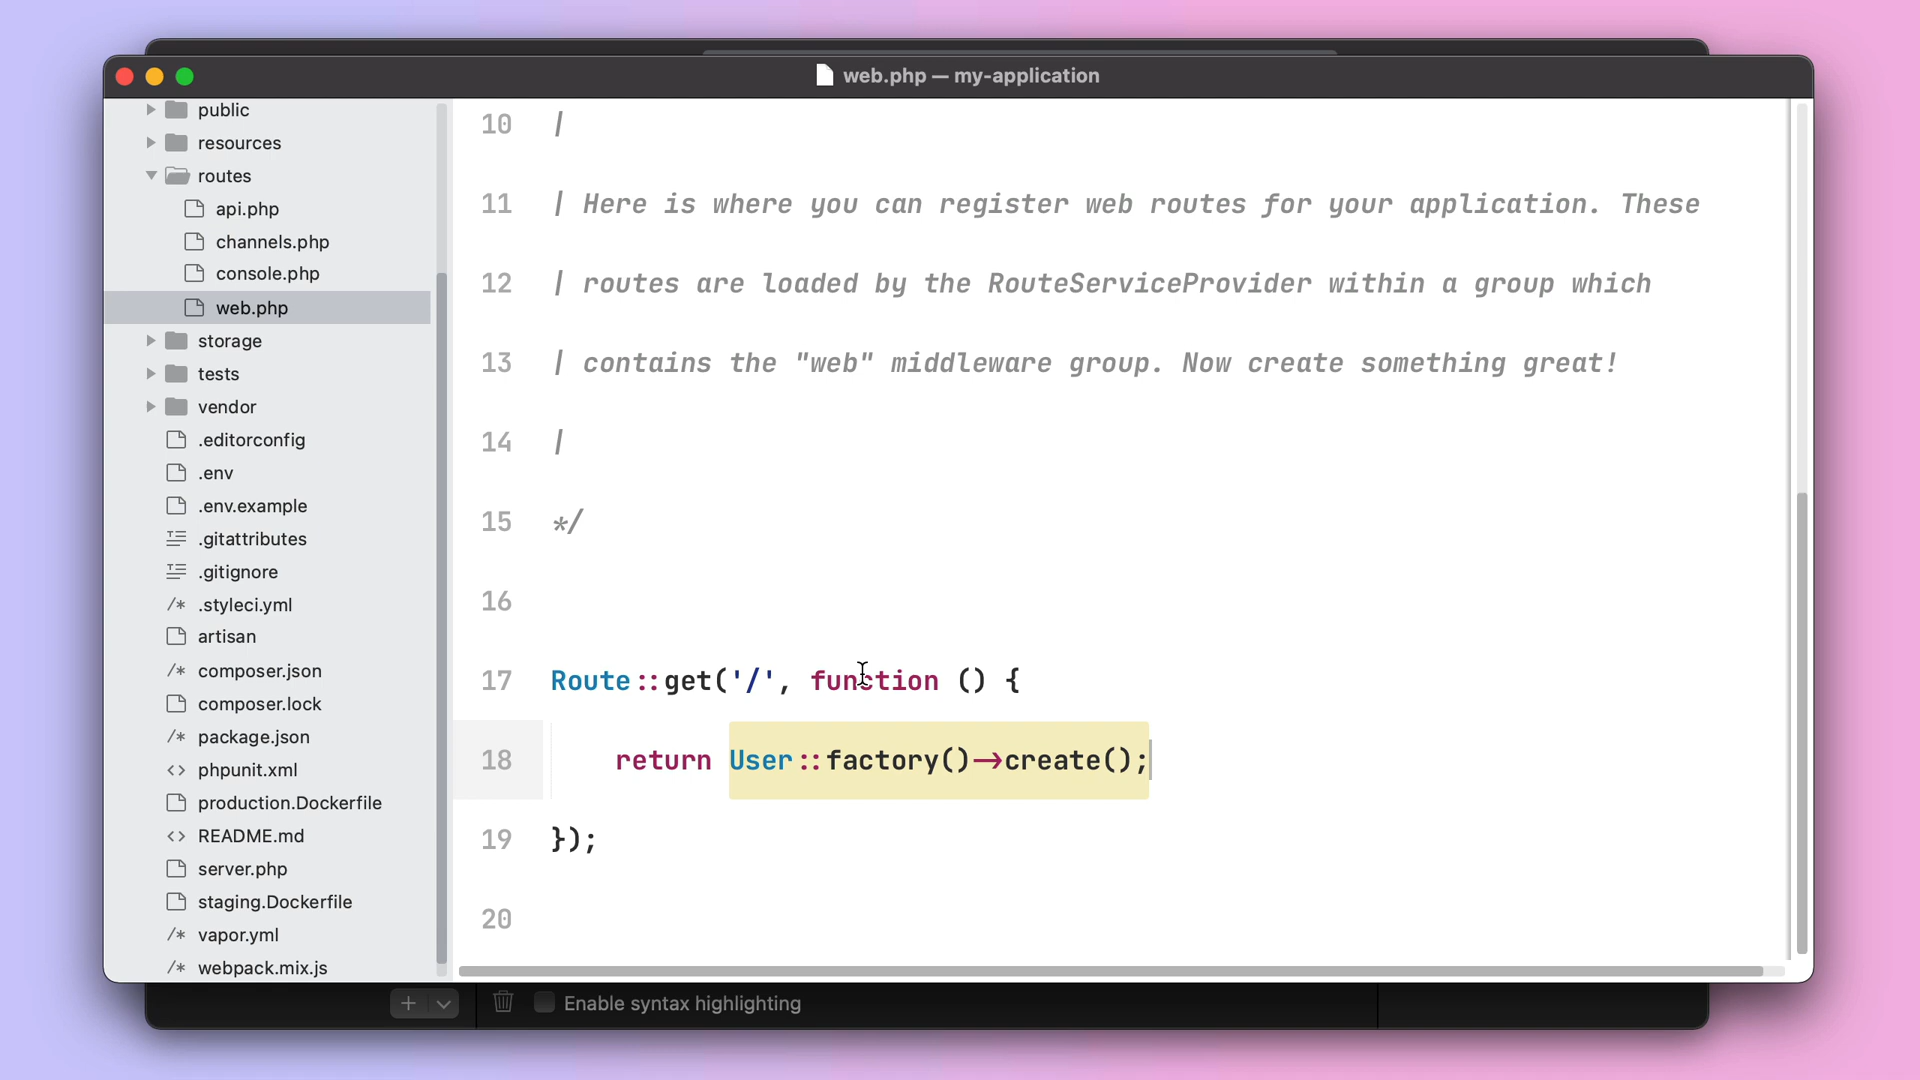 web.php — my-application
public
resources
routes
api.php
channels.php
console.php
web.php
storage
tests
vendor
.editorconfig
.env
.env.example
.gitattributes
.gitignore
/* .styleci.yml
artisan
/* composer.json
composer.lock
/* package.json
<> phpunit.xml
production.Dockerfile
<> README.md
server.php
staging.Dockerfile
/* vapor.yml
/* webpack.mix.js
10 |
11 | Here is where you can register web routes for your application. These
12 | routes are loaded by the RouteServiceProvider within a group which
13 | contains the "web" middleware group. Now create something great!
14 |
15 */
16
17 Route::get('/', function () {
18 return User::factory()->create();
19 });
20
Enable syntax highlighting